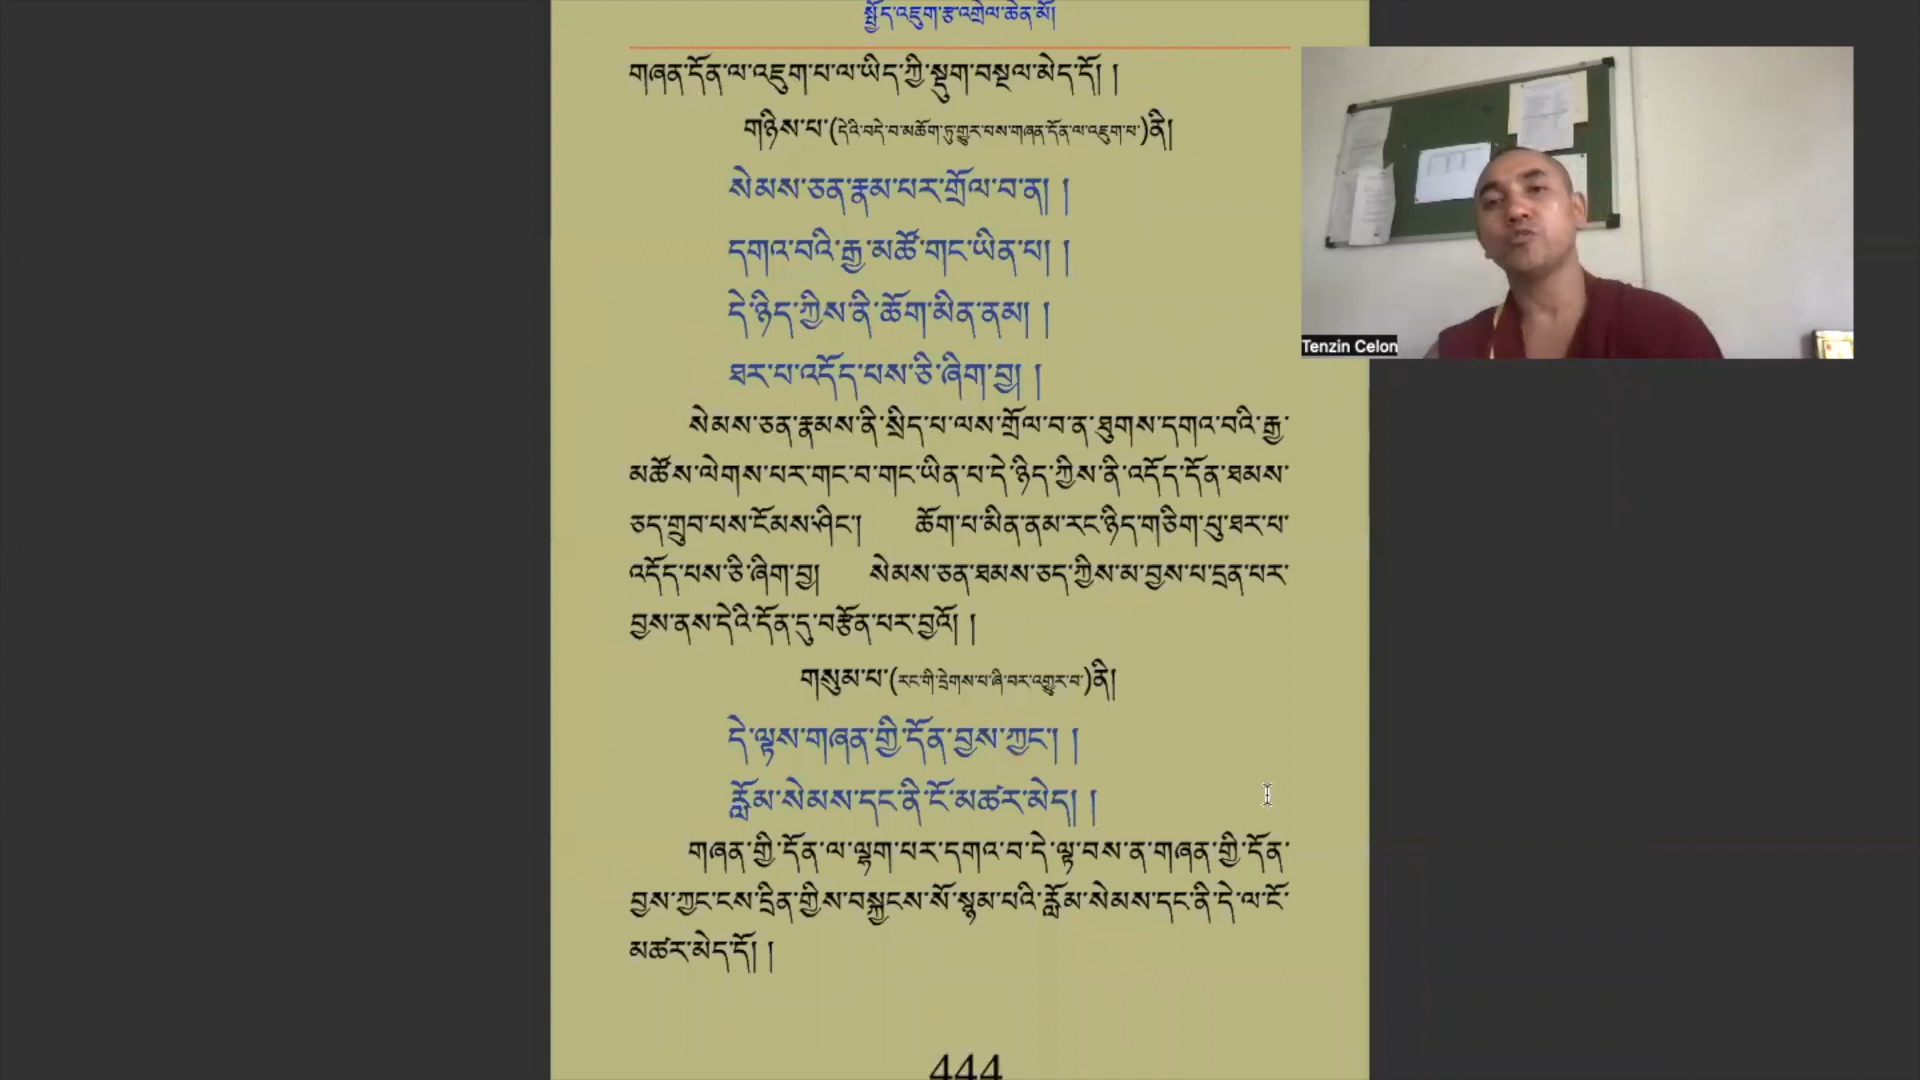 སྤྱོད་འཇུག་རྩ་འགྲེལ་ཆེན་མོ།
གཞན་དོན་ལ་འཇུག་པ་ལ་ཡིད་ཀྱི་སྡུག་བསྔལ་མེད་དོ། །
གཉིས་པ་(དེའི་བདེ་བ་མཆོག་ཏུ་གྱུར་བས་གཞན་དོན་ལ་འཇུག་པ་)ནི།
སེམས་ཅན་རྣམ་པར་གྲོལ་བ་ན། །
དགའ་བའི་རྒྱ་མཚོ་གང་ཡིན་པ། །
དེ་ཉིད་ཀྱིས་ནི་ཆོག་མིན་ནམ། །
ཐར་པ་འདོད་པས་ཅི་ཞིག་བྱ། །
སེམས་ཅན་རྣམས་ནི་སྲིད་པ་ལས་གྲོལ་བ་ན་ཐུགས་དགའ་བའི་རྒྱ་
མཚོས་ལེགས་པར་གང་བ་གང་ཡིན་པ་དེ་ཉིད་ཀྱིས་ནི་འདོད་དོན་ཐམས་
ཅད་གྲུབ་པས་ངོམས་ཤིང་། ཆོག་པ་མིན་ནམ་རང་ཉིད་གཅིག་པུ་ཐར་པ་
འདོད་པས་ཅི་ཞིག་བྱ། སེམས་ཅན་ཐམས་ཅད་ཀྱིས་མ་བྱས་པ་དྲན་པར་
བྱས་ནས་དེའི་དོན་དུ་བརྩོན་པར་བྱའོ། །
གསུམ་པ་(རང་གི་དྲེགས་པ་ཞི་བར་འགྱུར་བ་)ནི།
དེ་ལྟས་གཞན་གྱི་དོན་བྱས་ཀྱང་། །
རློམ་སེམས་དང་ནི་ངོ་མཚར་མེད། །
གཞན་གྱི་དོན་ལ་ལྷག་པར་དགའ་བ་དེ་ལྟ་བས་ན་གཞན་གྱི་དོན་
བྱས་ཀྱང་ངས་དྲིན་གྱིས་བསྐྱངས་སོ་སྙམ་པའི་རློམ་སེམས་དང་ནི་དེ་ལ་ངོ་
མཚར་མེད་དོ། །
444
Tenzin Celon